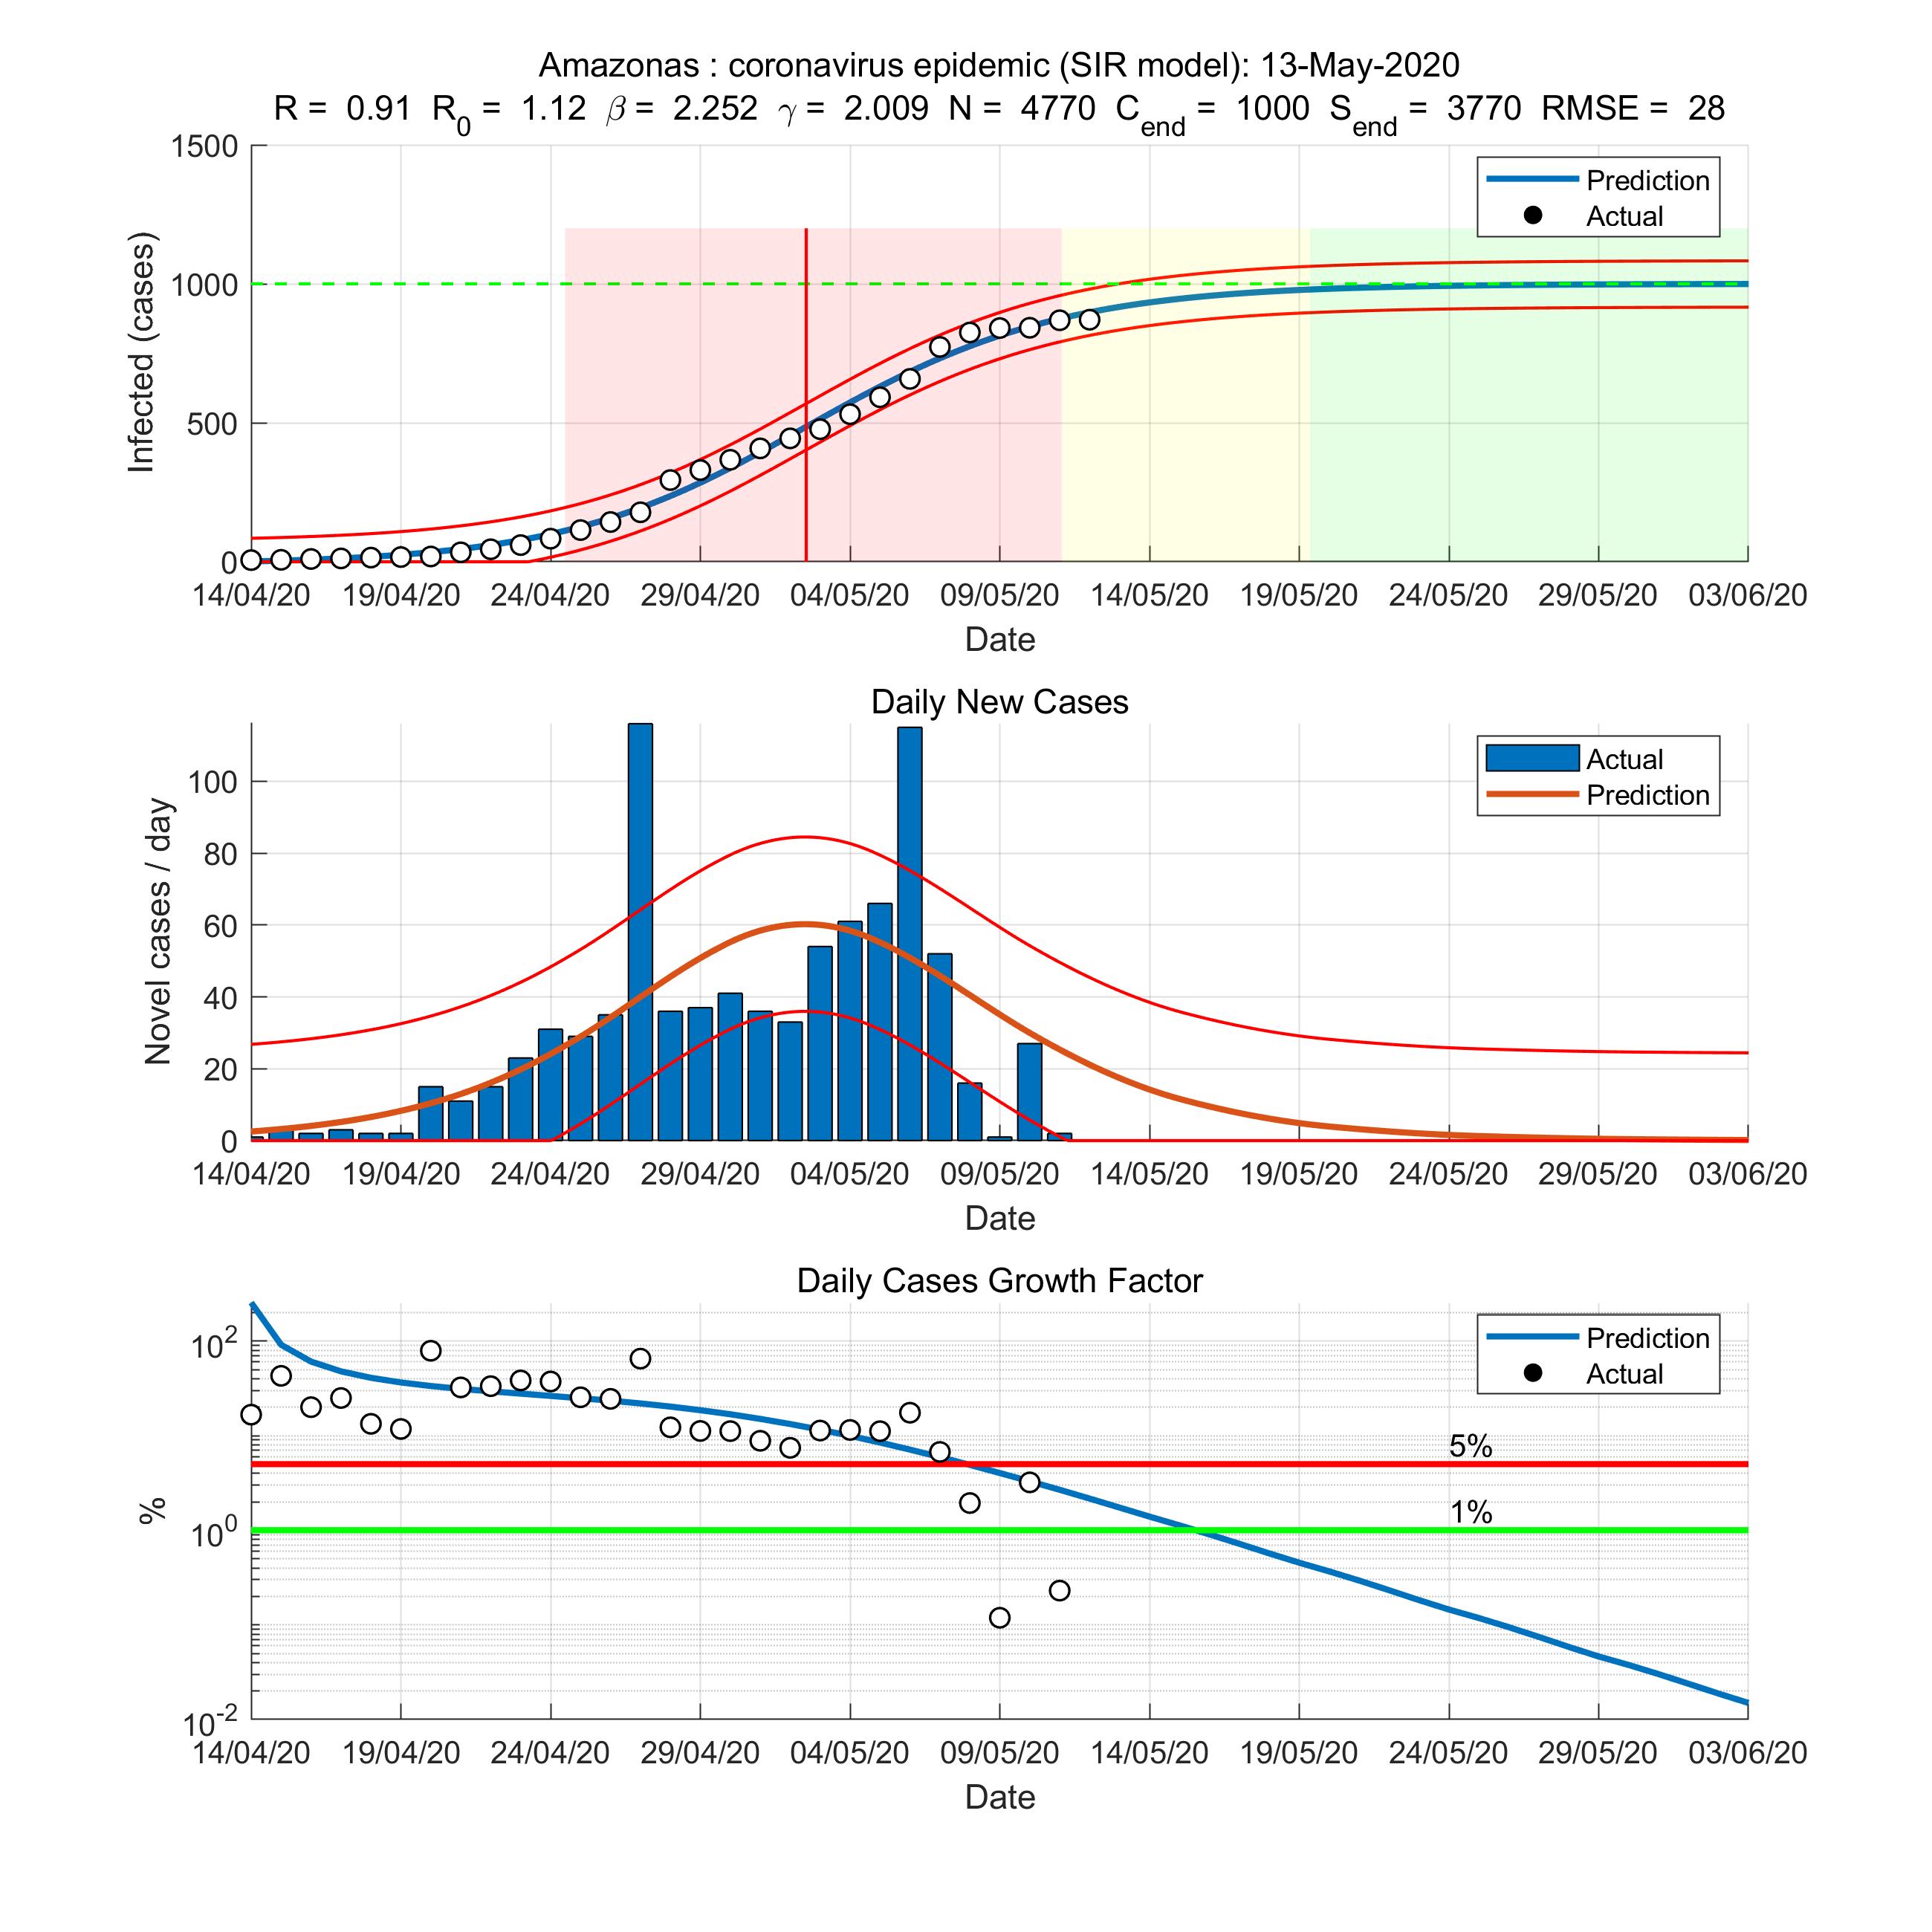 Amazonas : coronavirus epidemic (SIR model): 13-May-2020
R = 0.91 R0 = 1.12 β = 2.252 γ = 2.009 N = 4770 Cend = 1000 Send = 3770 RMSE = 28
1500
1000
500
0
Infected (cases)
Prediction
Actual
14/04/20 19/04/20 24/04/20 29/04/20 04/05/20 09/05/20 14/05/20 19/05/20 24/05/20 29/05/20 03/06/20
Date
Daily New Cases
100
80
60
40
20
0
Novel cases / day
Actual
Prediction
14/04/20 19/04/20 24/04/20 29/04/20 04/05/20 09/05/20 14/05/20 19/05/20 24/05/20 29/05/20 03/06/20
Date
Daily Cases Growth Factor
10^2
10^0
10^-2
%
Prediction
Actual
5%
1%
14/04/20 19/04/20 24/04/20 29/04/20 04/05/20 09/05/20 14/05/20 19/05/20 24/05/20 29/05/20 03/06/20
Date